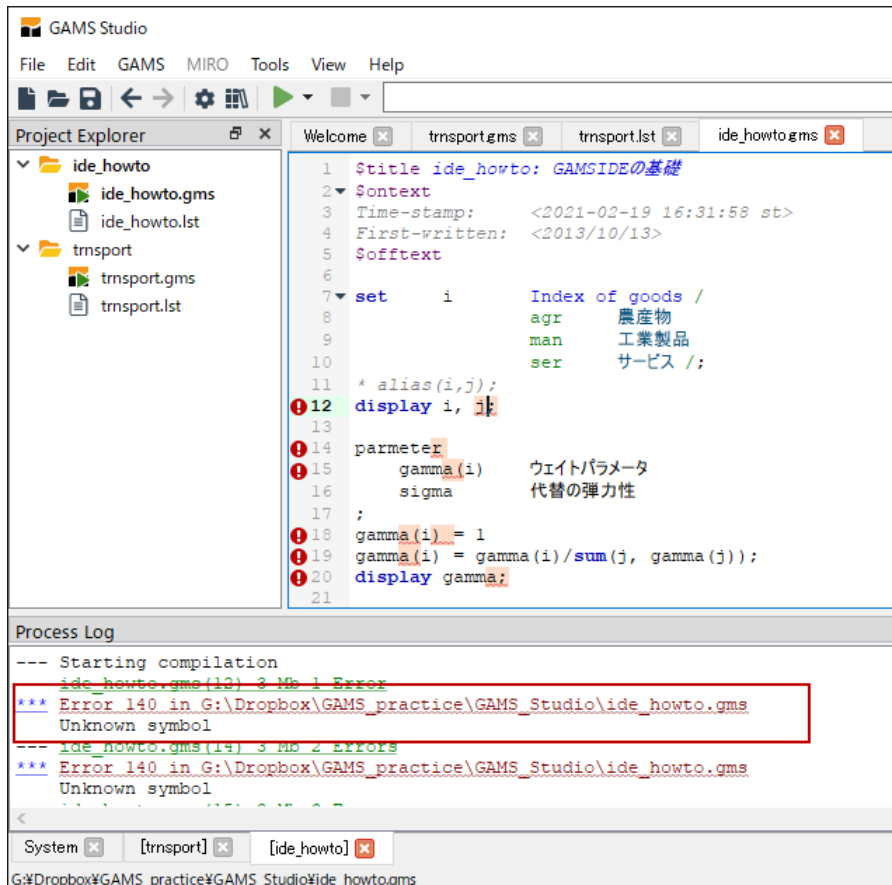 GAMS Studio
File Edit GAMS MIRO Tools View Help
Project Explorer
ide_howto
ide_howto.gms
ide_howto.lst
trnsport
trnsport.gms
trnsport.lst
Welcome trnsport.gms trnsport.lst ide_howto.gms
1 $title ide_howto: GAMSIDEの基礎
2 $ontext
3 Time-stamp: <2021-02-19 16:31:58 st>
4 First-written: <2013/10/13>
5 $offtext
6
7 set i Index of goods /
8 agr 農産物
9 man 工業製品
10 ser サービス /;
11 * alias(i,j);
12 display i, j;
13
14 parmeter
15 gamma(i) ウェイトパラメータ
16 sigma 代替の弾力性
17 ;
18 gamma(i) = 1
19 gamma(i) = gamma(i)/sum(j, gamma(j));
20 display gamma;
21
Process Log
--- Starting compilation
--- ide_howto.gms(12) 3 Mb 1 Error
*** Error 140 in G:\Dropbox\GAMS_practice\GAMS_Studio\ide_howto.gms
Unknown symbol
--- ide_howto.gms(14) 3 Mb 2 Errors
*** Error 140 in G:\Dropbox\GAMS_practice\GAMS_Studio\ide_howto.gms
Unknown symbol
System [trnsport] [ide_howto]
G:¥Dropbox¥GAMS_practice¥GAMS_Studio¥ide_howto.gms